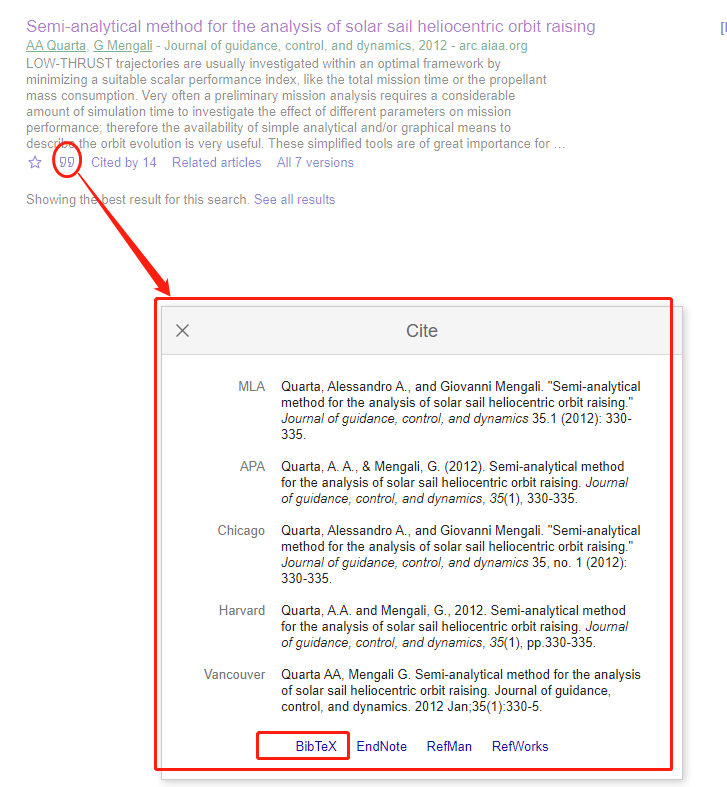 Semi-analytical method for the analysis of solar sail heliocentric orbit raising
AA Quarta, G Mengali - Journal of guidance, control, and dynamics, 2012 - arc.aiaa.org
LOW-THRUST trajectories are usually investigated within an optimal framework by
minimizing a suitable scalar performance index, like the total mission time or the propellant
mass consumption. Very often a preliminary mission analysis requires a considerable
amount of simulation time to investigate the effect of different parameters on mission
performance; therefore the availability of simple analytical and/or graphical means to
describe the orbit evolution is very useful. These simplified tools are of great importance for ...
Cited by 14 Related articles All 7 versions
Showing the best result for this search. See all results
Cite
MLA Quarta, Alessandro A., and Giovanni Mengali. "Semi-analytical
method for the analysis of solar sail heliocentric orbit raising."
Journal of guidance, control, and dynamics 35.1 (2012): 330-
335.
APA Quarta, A. A., & Mengali, G. (2012). Semi-analytical method
for the analysis of solar sail heliocentric orbit raising. Journal
of guidance, control, and dynamics, 35(1), 330-335.
Chicago Quarta, Alessandro A., and Giovanni Mengali. "Semi-analytical
method for the analysis of solar sail heliocentric orbit raising."
Journal of guidance, control, and dynamics 35, no. 1 (2012):
330-335.
Harvard Quarta, A.A. and Mengali, G., 2012. Semi-analytical method
for the analysis of solar sail heliocentric orbit raising. Journal
of guidance, control, and dynamics, 35(1), pp.330-335.
Vancouver Quarta AA, Mengali G. Semi-analytical method for the analysis
of solar sail heliocentric orbit raising. Journal of guidance,
control, and dynamics. 2012 Jan;35(1):330-5.
BibTeX EndNote RefMan RefWorks